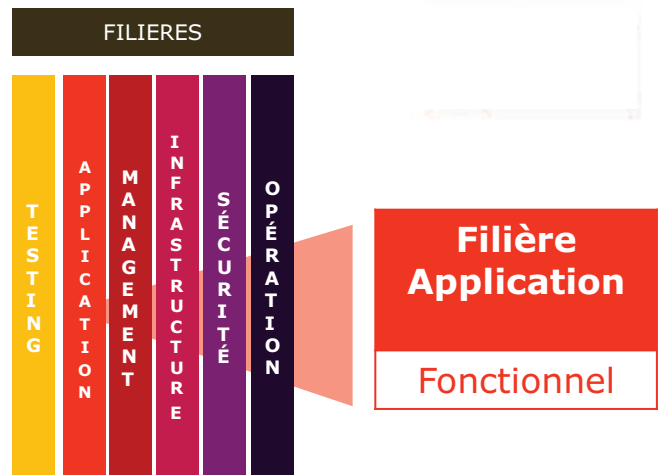 FILIERES
TESTING
APPLICATION
MANAGEMENT
INFRASTRUCTURE
SÉCURITÉ
OPÉRATION
Filière
Application
Fonctionnel